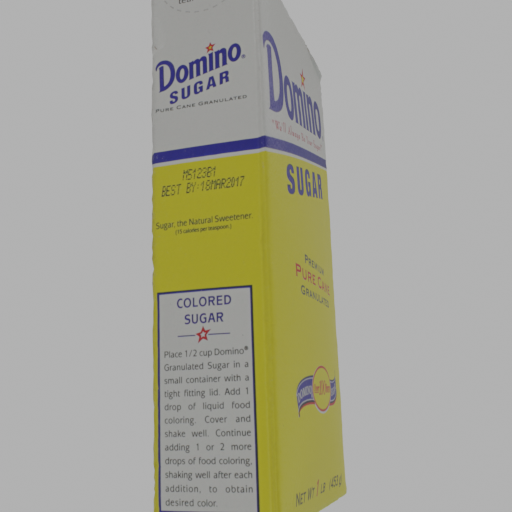 Domino®
SUGAR
PURE CANE GRANULATED
M5123B1
BEST BY:18MAR2017
Sugar, the Natural Sweetener
(15 calories per teaspoon.)
COLORED
SUGAR
Place 1/2 cup Domino®
Granulated Sugar in a
small container with a
tight fitting lid. Add 1
drop of liquid food
coloring. Cover and
shake well. Continue
adding 1 or 2 more
drops of food coloring,
shaking well after each
addition, to obtain
desired color.
Domino
SUGAR
PREMIUM
PURE CANE
GRANULATED
NET WT 1 LB